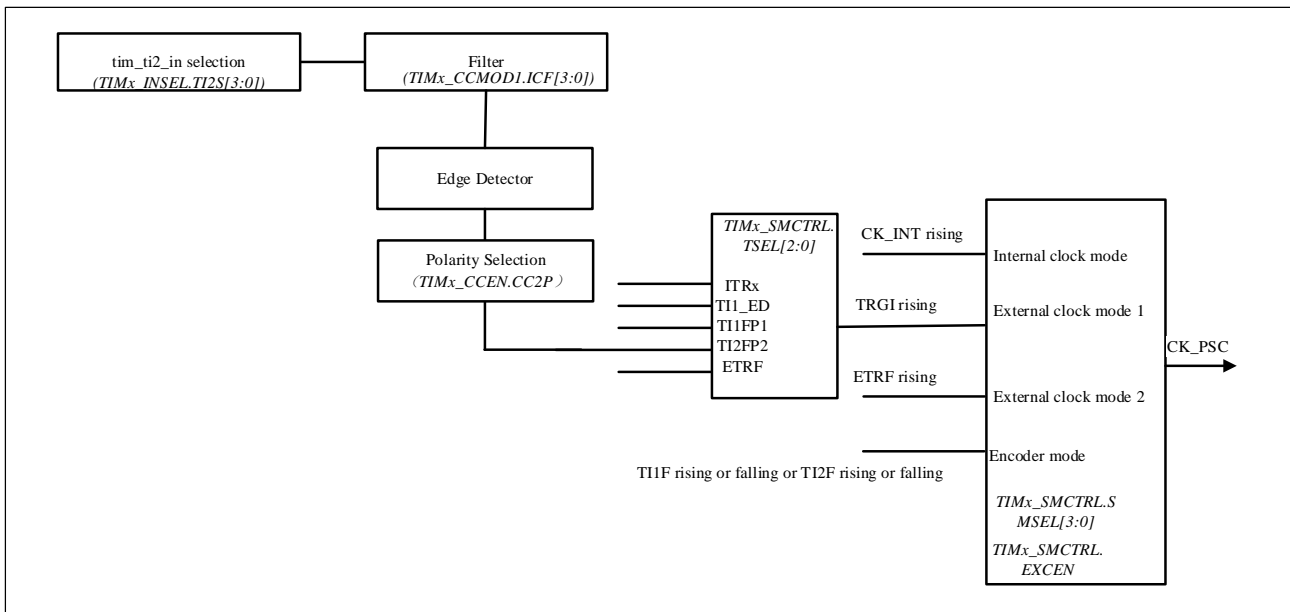 tim_ti2_in selection
(TIMx_INSEL.TI2S[3:0])
Filter
(TIMx_CCMOD1.ICF[3:0])
Edge Detector
Polarity Selection
（TIMx_CCEN.CC2P）
TIMx_SMCTRL.
TSEL[2:0]
ITRx
TI1_ED
TI1FP1
TI2FP2
ETRF
CK_INT rising
TRGI rising
ETRF rising
TI1F rising or falling or TI2F rising or falling
Internal clock mode
External clock mode 1
External clock mode 2
Encoder mode
TIMx_SMCTRL.S
MSEL[3:0]
TIMx_SMCTRL.
EXCEN
CK_PSC